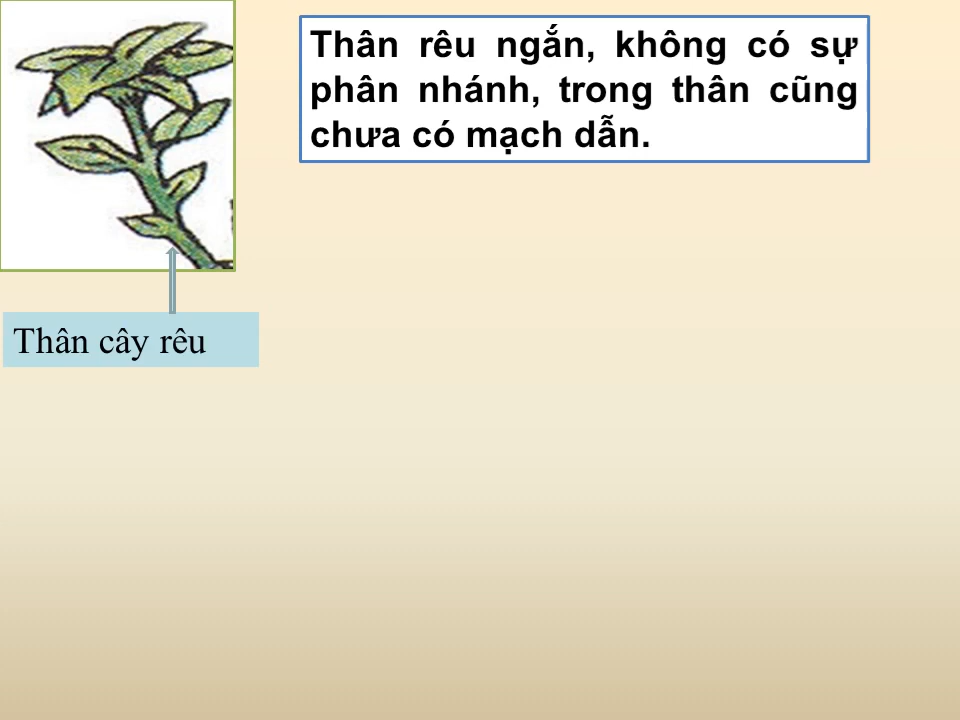 Thân rêu ngắn, không có sự
phân nhánh, trong thân cũng
chưa có mạch dẫn.
Thân cây rêu